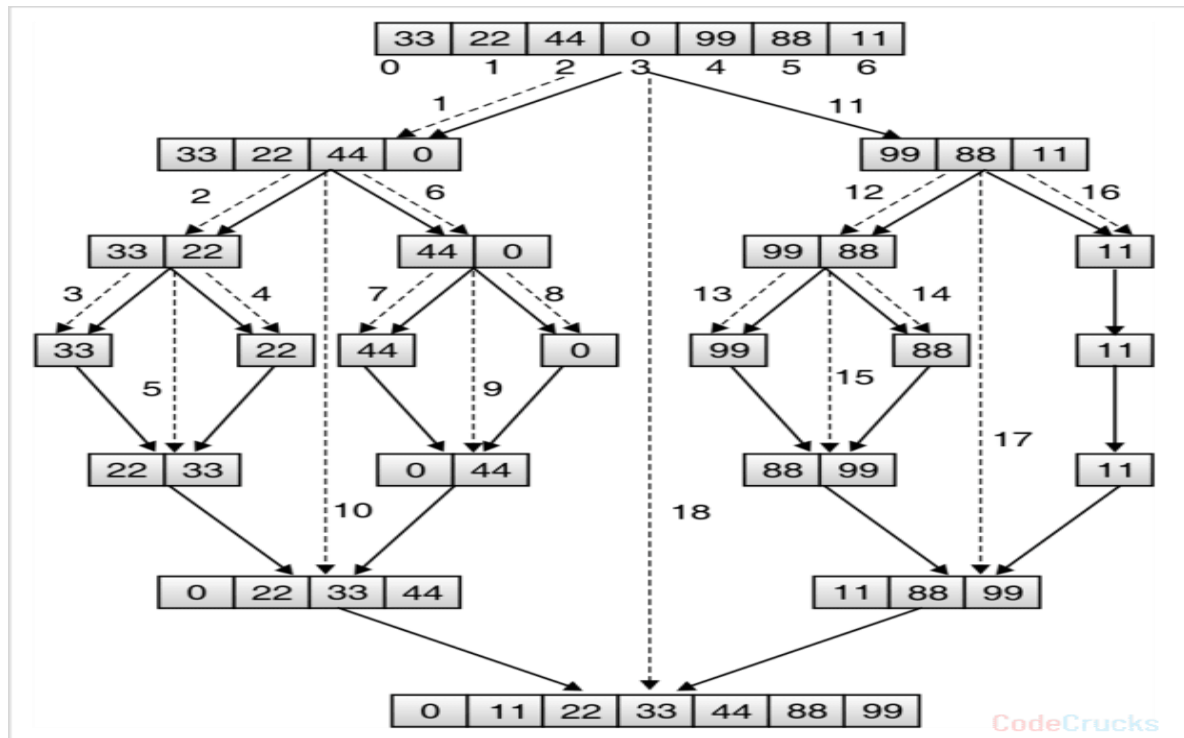 33 22 44 0 99 88 11
0 1 2 3 4 5 6
1 11
33 22 44 0 99 88 11
2 6 12 16
33 22 44 0 99 88 11
3 4 7 8 13 14
33 22 44 0 99 88 11
5 9 15
17
22 33 0 44 88 99 11
10 18
0 22 33 44 11 88 99
0 11 22 33 44 88 99
CodeCrucks